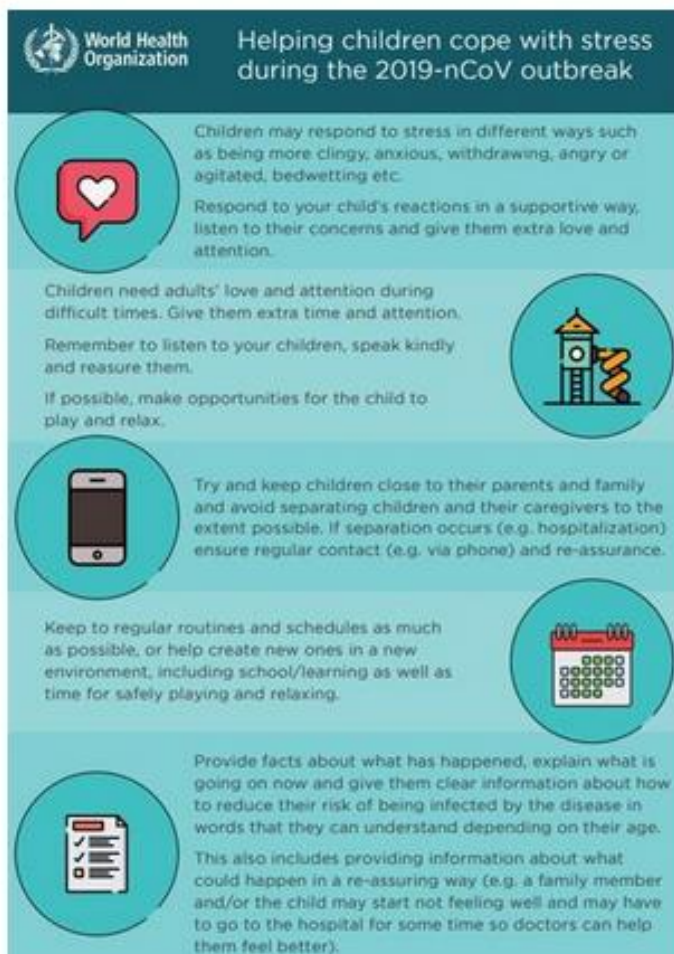 World Health
Organization
Helping children cope with stress
during the 2019-nCoV outbreak
Children may respond to stress in different ways such
as being more clingy, anxious, withdrawing, angry or
agitated, bedwetting etc.
Respond to your child's reactions in a supportive way,
listen to their concerns and give them extra love and
attention.
Children need adults' love and attention during
difficult times. Give them extra time and attention.
Remember to listen to your children, speak kindly
and reasure them.
If possible, make opportunities for the child to
play and relax.
Try and keep children close to their parents and family
and avoid separating children and their caregivers to the
extent possible. If separation occurs (e.g. hospitalization)
ensure regular contact (e.g. via phone) and re-assurance.
Keep to regular routines and schedules as much
as possible, or help create new ones in a new
environment, including school/learning as well as
time for safely playing and relaxing.
Provide facts about what has happened, explain what is
going on now and give them clear information about how
to reduce their risk of being infected by the disease in
words that they can understand depending on their age.
This also includes providing information about what
could happen in a re-assuring way (e.g. a family member
and/or the child may start not feeling well and may have
to go to the hospital for some time so doctors can help
them feel better).